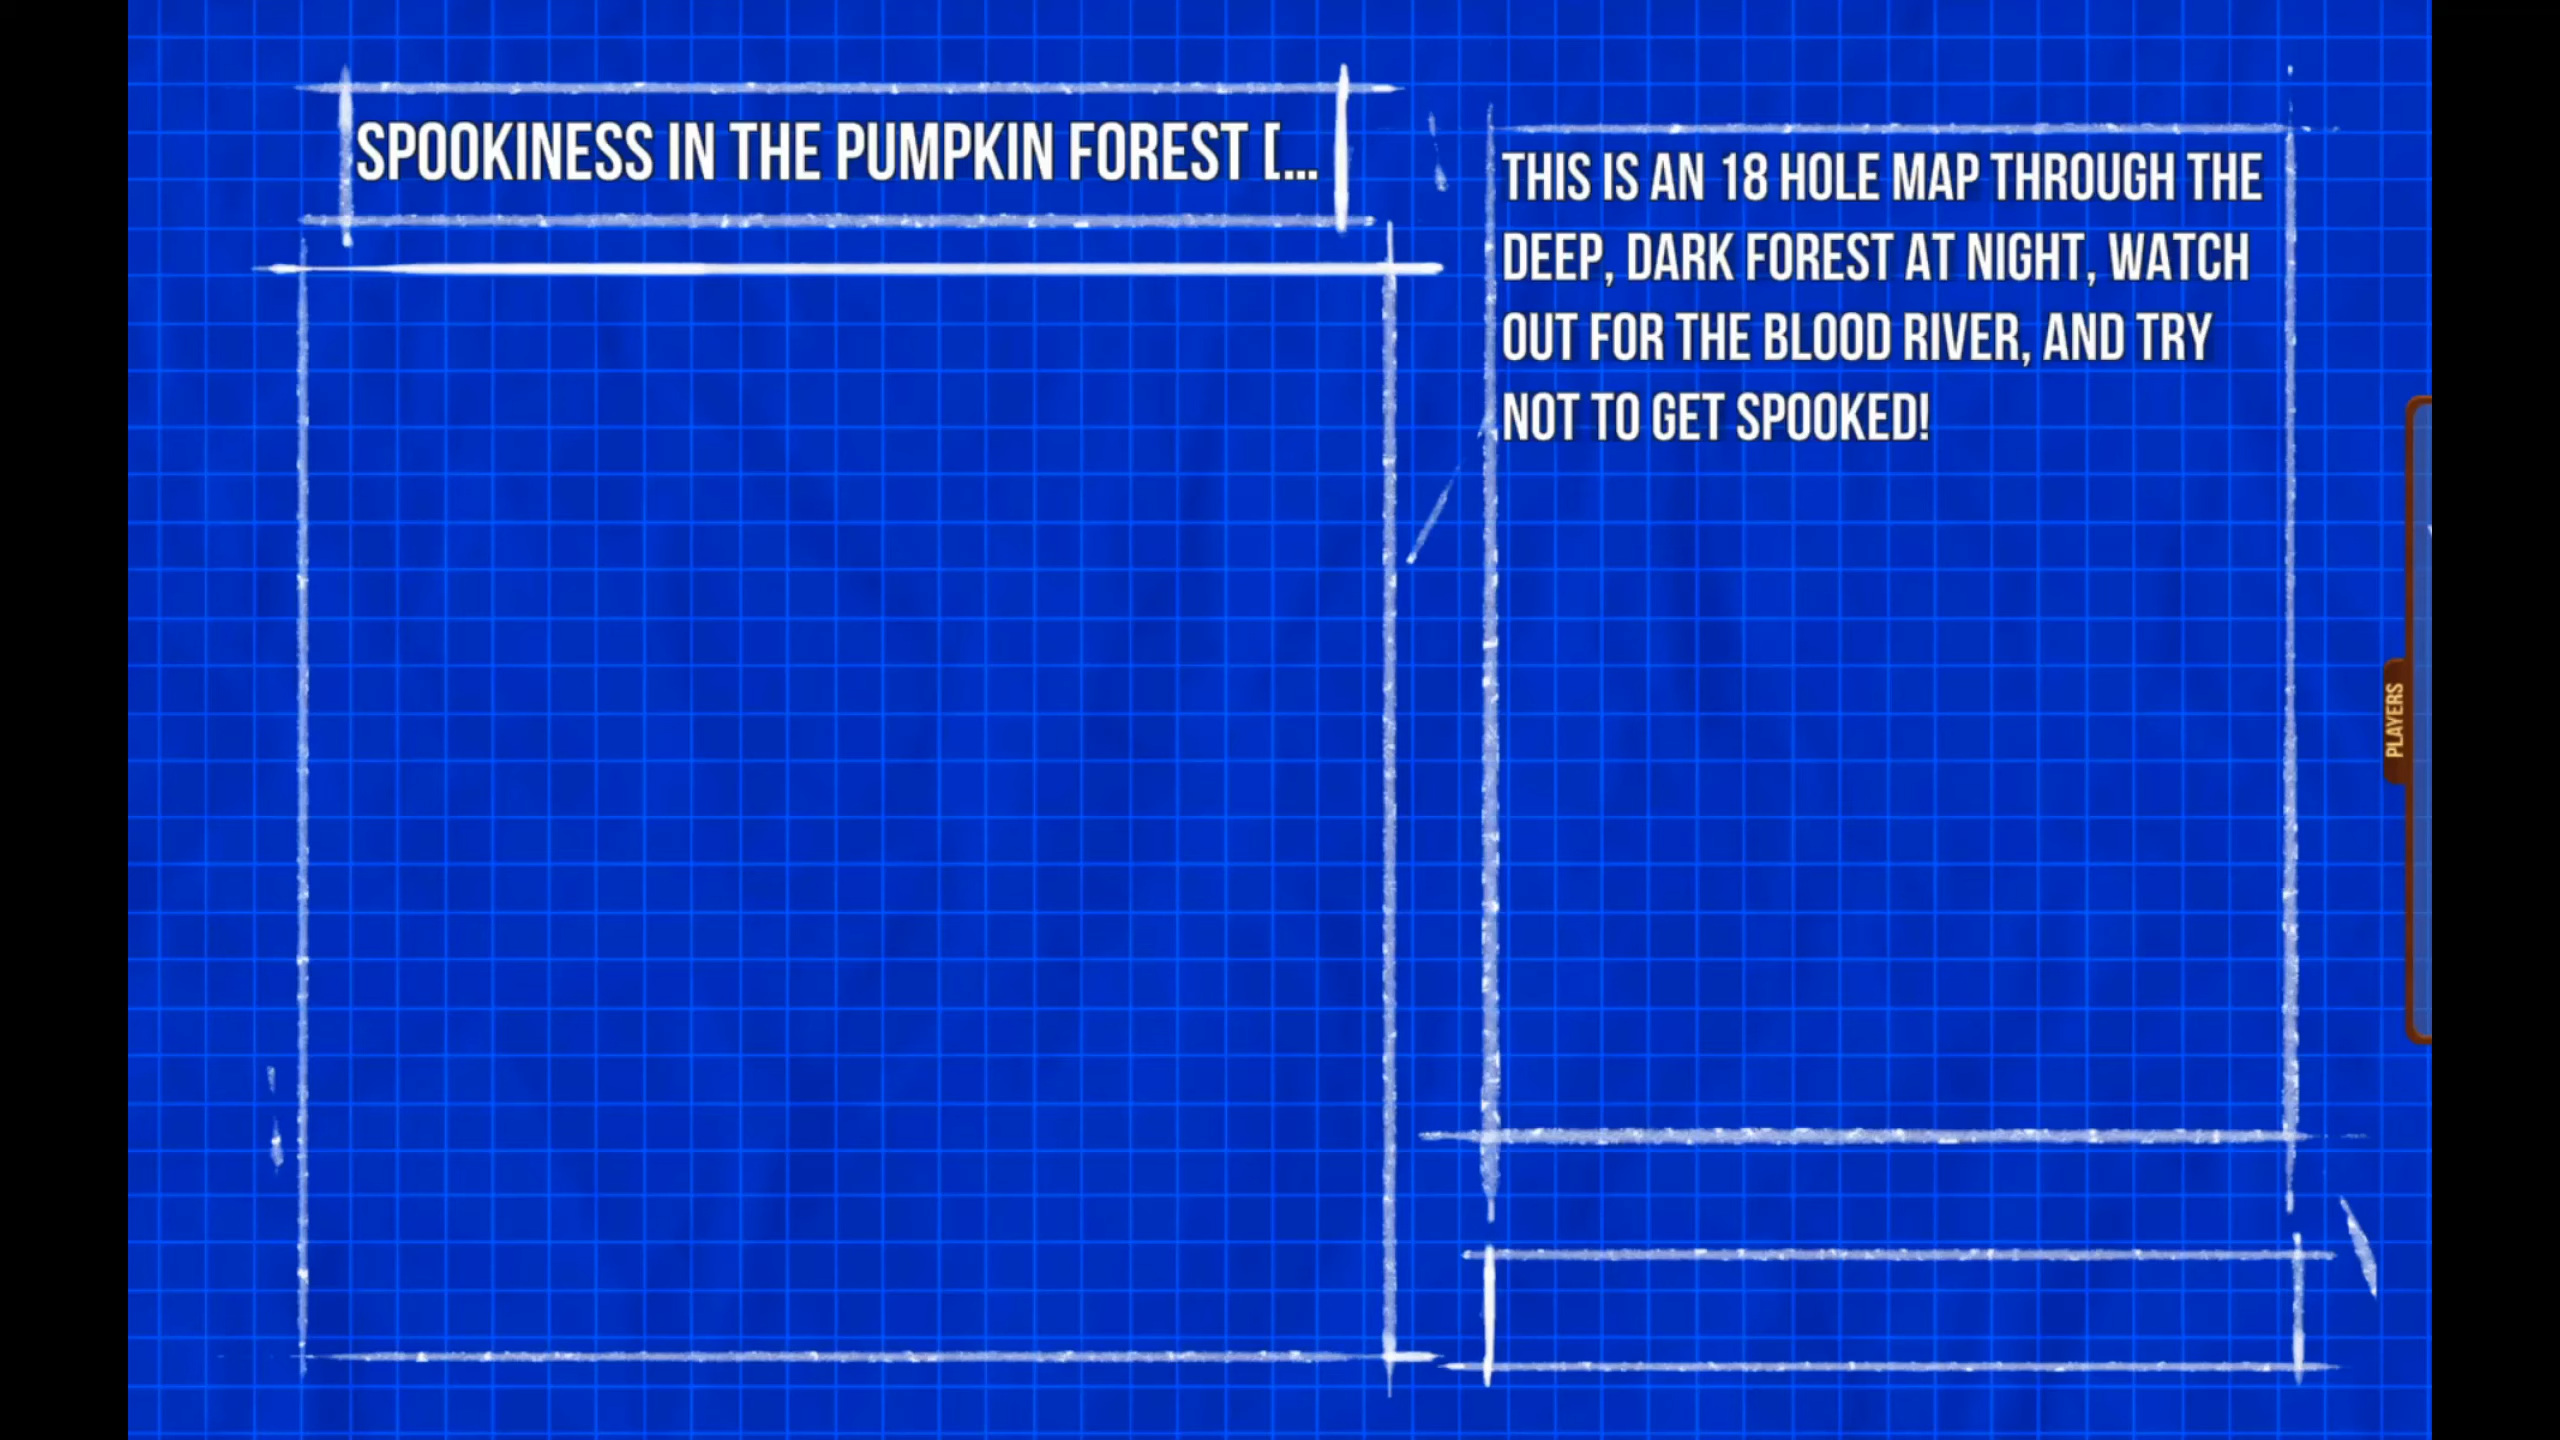 SPOOKINESS IN THE PUMPKIN FOREST [...
THIS IS AN 18 HOLE MAP THROUGH THE
DEEP, DARK FOREST AT NIGHT, WATCH
OUT FOR THE BLOOD RIVER, AND TRY
NOT TO GET SPOOKED!
PLAYERS